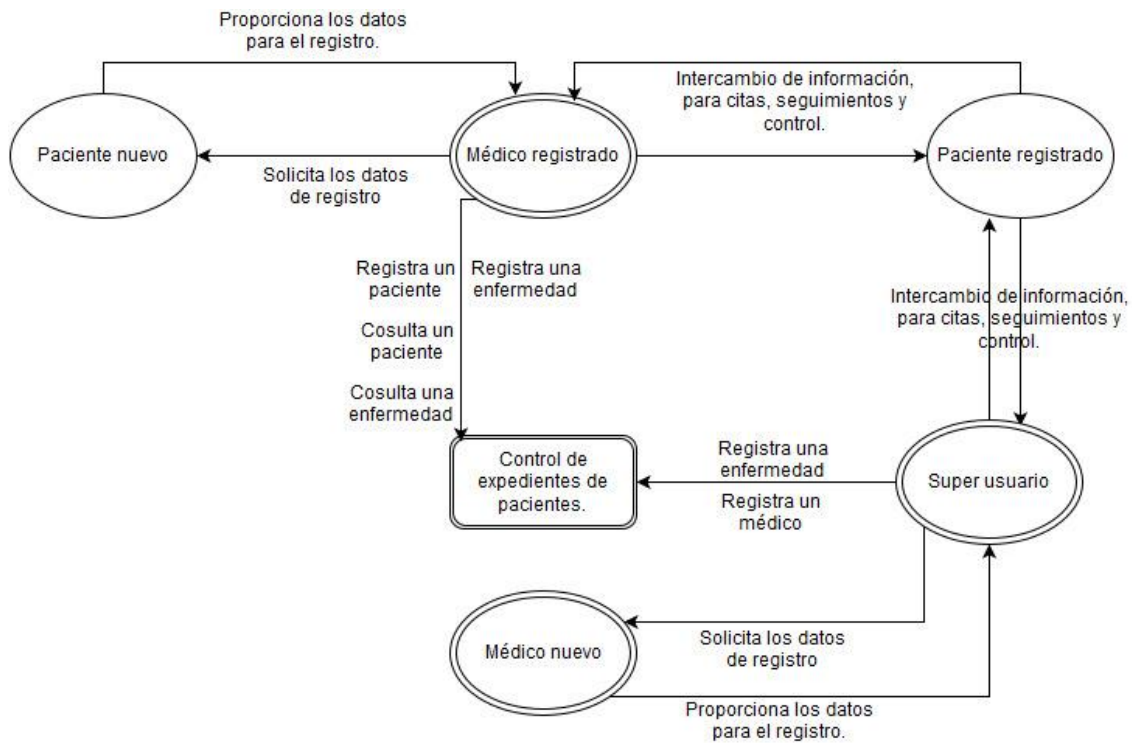 Proporciona los datos
para el registro.
Intercambio de información,
para citas, seguimientos y
control.
Paciente nuevo
Médico registrado
Paciente registrado
Solicita los datos
de registro
Registra un
paciente
Registra una
enfermedad
Cosulta un
paciente
Cosulta una
enfermedad
Intercambio de información,
para citas, seguimientos y
control.
Control de
expedientes de
pacientes.
Registra una
enfermedad
Registra un
médico
Super usuario
Médico nuevo
Solicita los datos
de registro
Proporciona los datos
para el registro.